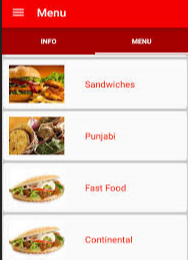 Menu
INFO
MENU
Sandwiches
Punjabi
Fast Food
Continental